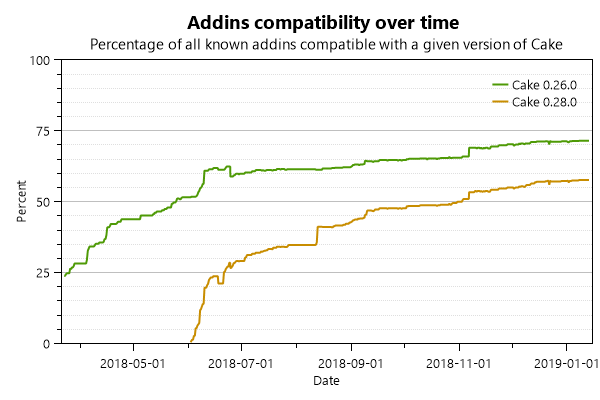 Addins compatibility over time
Percentage of all known addins compatible with a given version of Cake
100
75
50
25
0
Percent
Cake 0.26.0
Cake 0.28.0
2018-05-01
2018-07-01
2018-09-01
2018-11-01
2019-01-01
Date